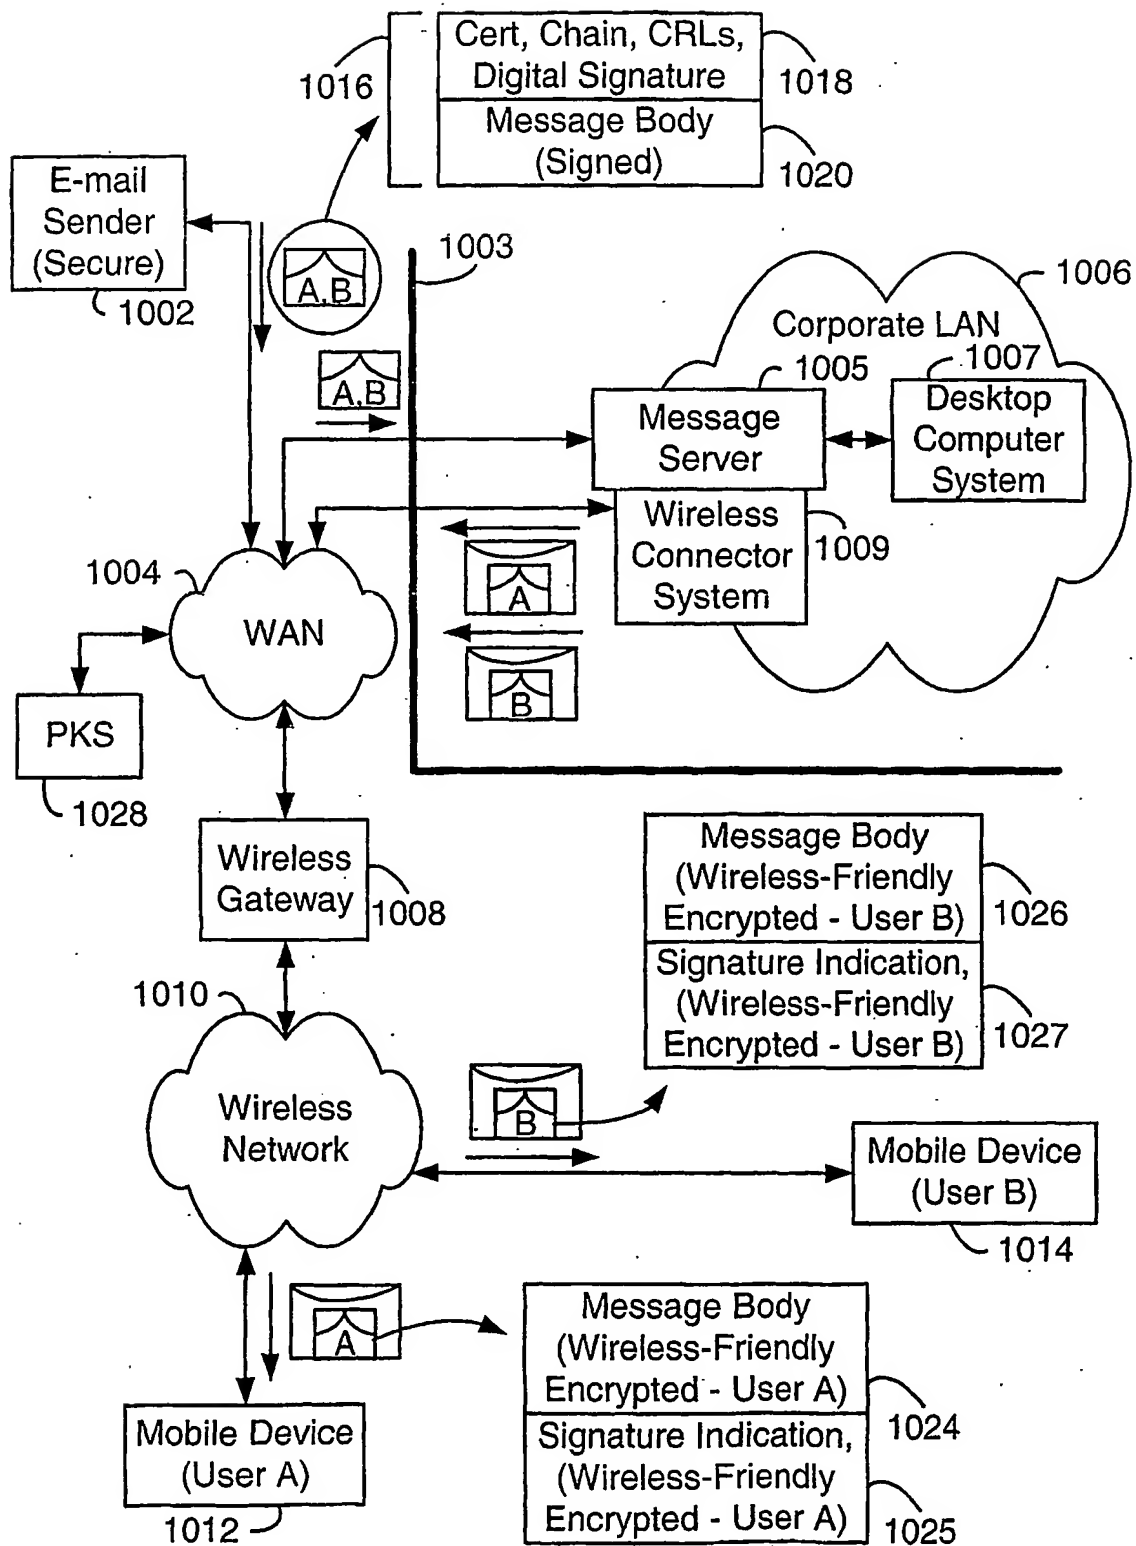 Cert, Chain, CRLs,
Digital Signature
1016
1018
Message Body
(Signed)
1020
E-mail
Sender
(Secure)
1002
A,B
1003
1006
Corporate LAN
A,B
1005
1007
Message
Server
Desktop
Computer
System
Wireless
Connector
System
1009
A
B
1004
WAN
PKS
1028
Wireless
Gateway
1008
Message Body
(Wireless-Friendly
Encrypted - User B)
1026
Signature Indication,
(Wireless-Friendly
Encrypted - User B)
1027
1010
Wireless
Network
B
Mobile Device
(User B)
1014
A
Message Body
(Wireless-Friendly
Encrypted - User A)
1024
Signature Indication,
(Wireless-Friendly
Encrypted - User A)
1025
Mobile Device
(User A)
1012